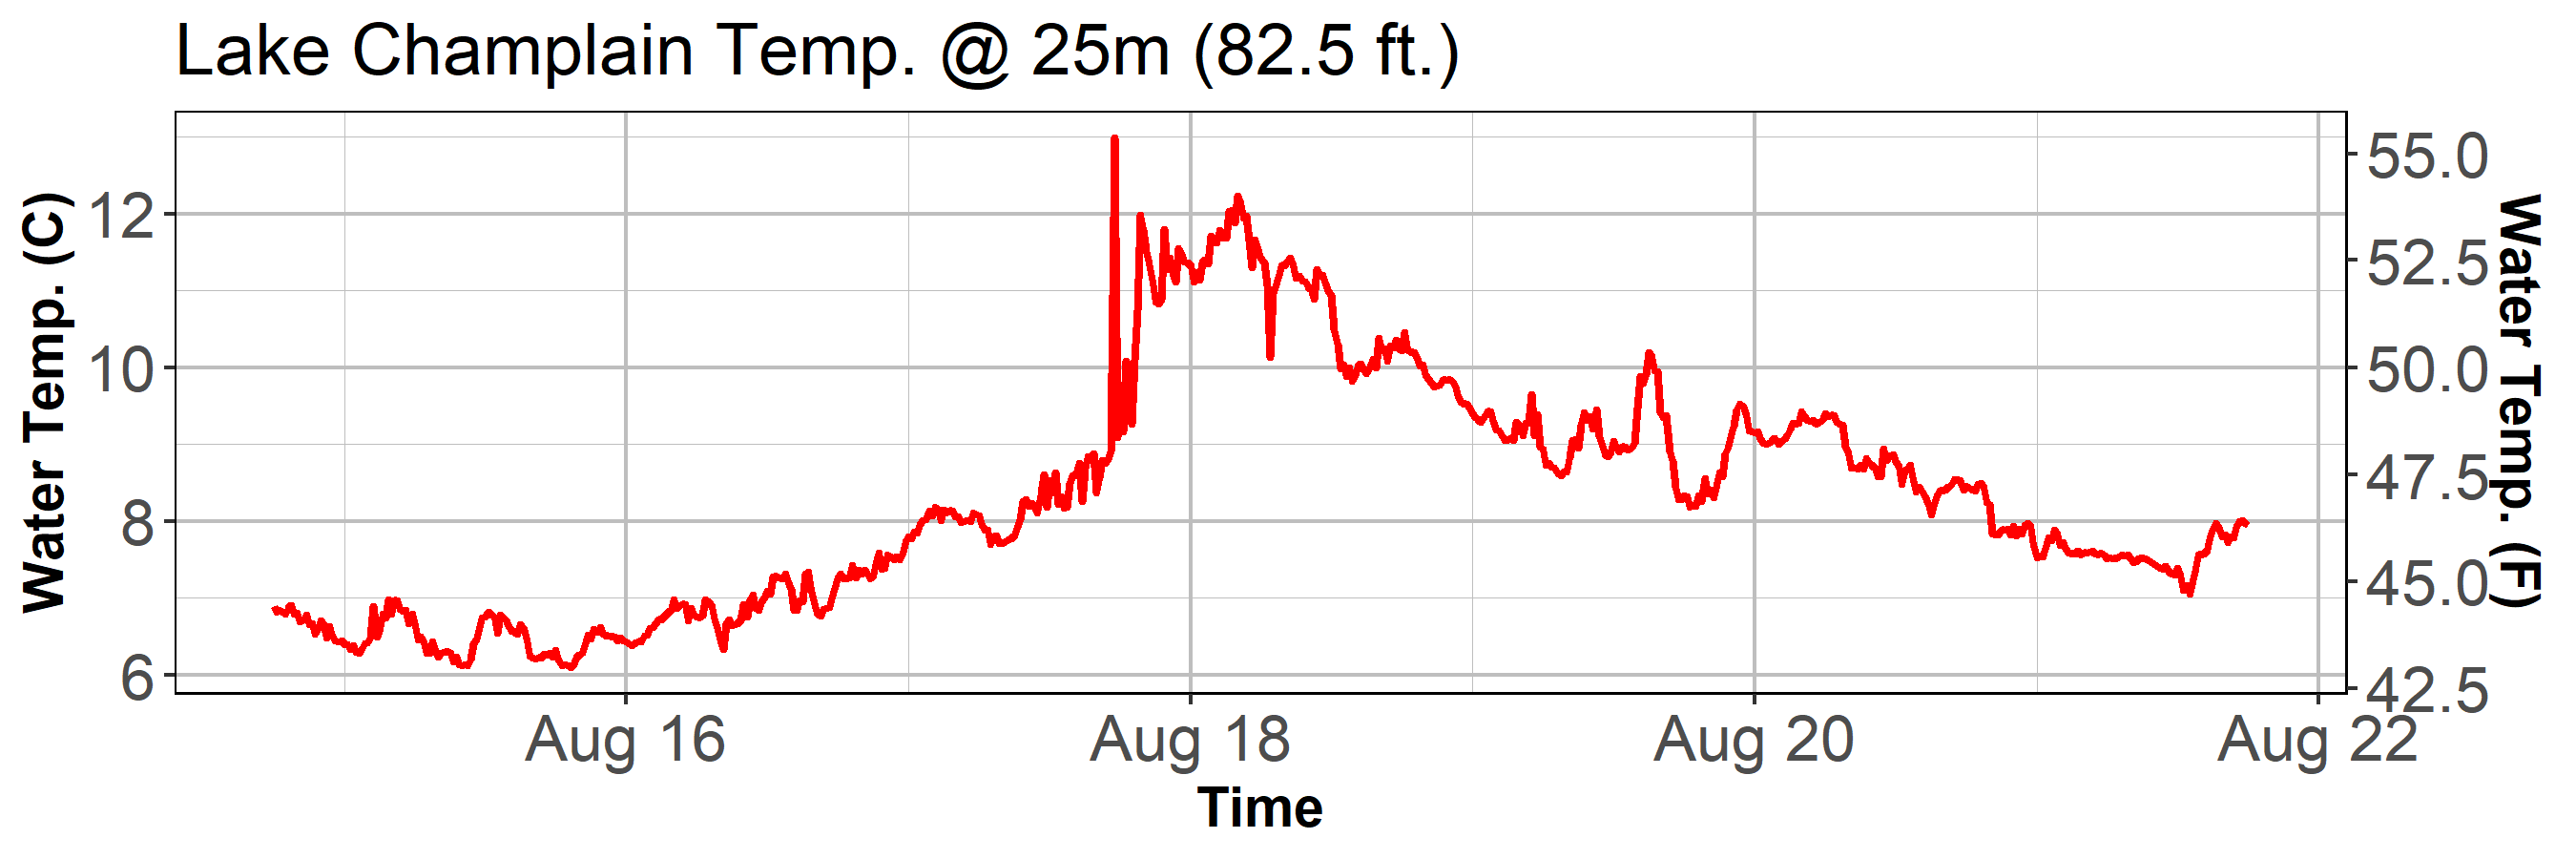 Lake Champlain Temp. @ 25m (82.5 ft.)
Water Temp. (C)
12
10
8
6
55.0
52.5
50.0
47.5
45.0
42.5
Water Temp. (F)
Aug 16 Aug 18 Aug 20 Aug 22
Time